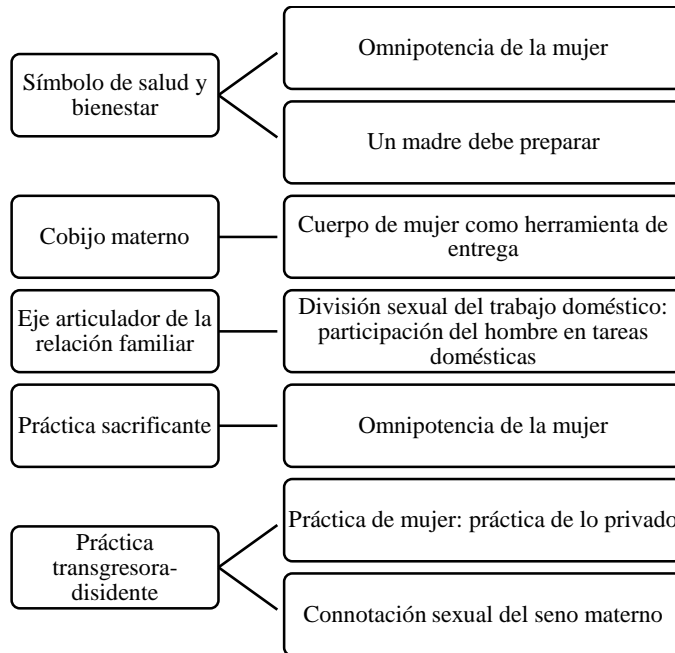 Símbolo de salud y
bienestar
Omnipotencia de la mujer
Un madre debe preparar
Cobijo materno
Cuerpo de mujer como herramienta de
entrega
Eje articulador de la
relación familiar
División sexual del trabajo doméstico:
participación del hombre en tareas
domésticas
Práctica sacrificante
Omnipotencia de la mujer
Práctica
transgresora-
disidente
Práctica de mujer: práctica de lo privado
Connotación sexual del seno materno